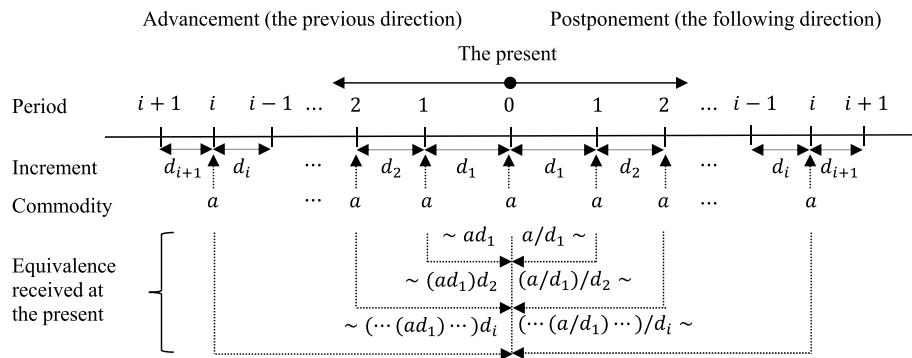 Advancement (the previous direction) Postponement (the following direction)
The present
Period i + 1 i i − 1 ... 2 1 0 1 2 ... i − 1 i i + 1
Increment d_{i+1} d_i ... d_2 d_1 d_1 d_2 ... d_i d_{i+1}
Commodity a ... a a a a a ... a
~ ad_1 a/d_1 ~
Equivalence
received at
the present
~ (ad_1)d_2 (a/d_1)/d_2 ~
~ (⋯ (ad_1) ⋯)d_i (⋯ (a/d_1) ⋯)/d_i ~